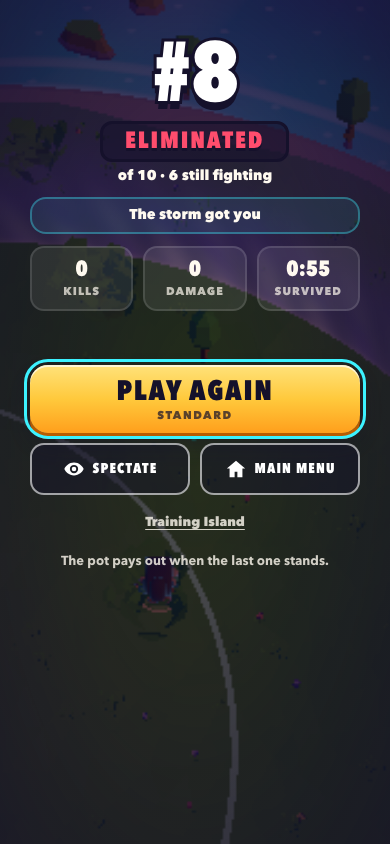 #8
ELIMINATED
of 10 · 6 still fighting
The storm got you
0 0 0:55
KILLS DAMAGE SURVIVED
PLAY AGAIN
STANDARD
SPECTATE MAIN MENU
Training Island
The pot pays out when the last one stands.